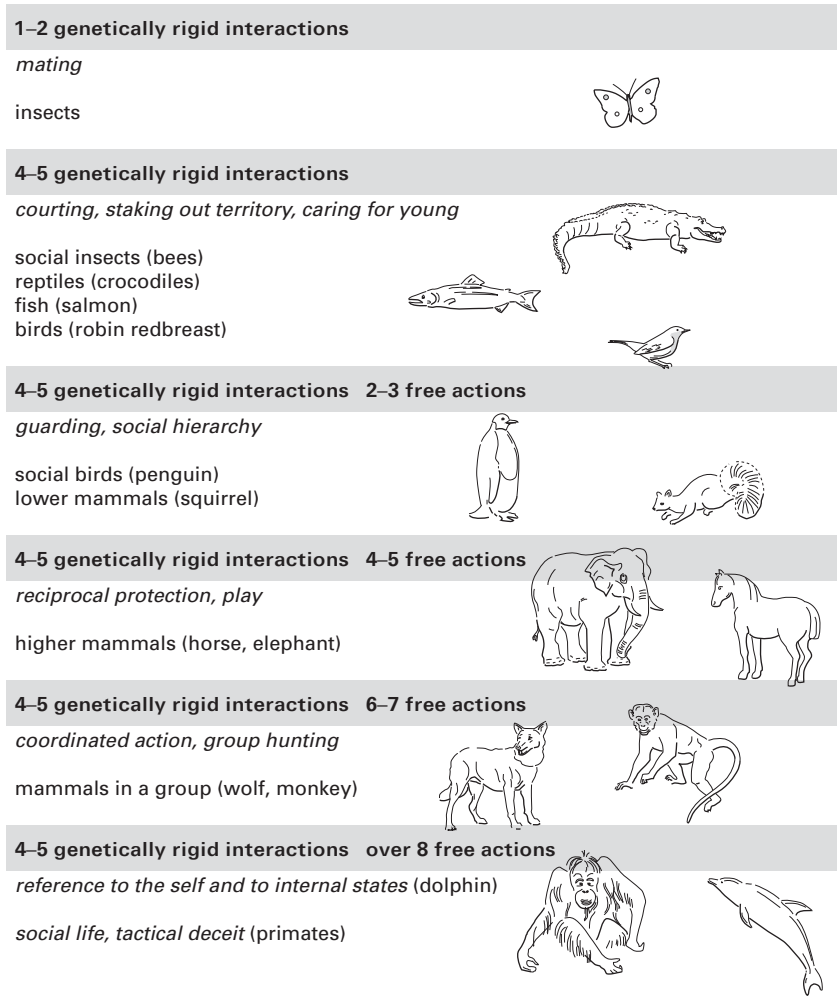 1–2 genetically rigid interactions
mating
insects
4–5 genetically rigid interactions
courting, staking out territory, caring for young
social insects (bees)
reptiles (crocodiles)
fish (salmon)
birds (robin redbreast)
4–5 genetically rigid interactions 2–3 free actions
guarding, social hierarchy
social birds (penguin)
lower mammals (squirrel)
4–5 genetically rigid interactions 4–5 free actions
reciprocal protection, play
higher mammals (horse, elephant)
4–5 genetically rigid interactions 6–7 free actions
coordinated action, group hunting
mammals in a group (wolf, monkey)
4–5 genetically rigid interactions over 8 free actions
reference to the self and to internal states (dolphin)
social life, tactical deceit (primates)